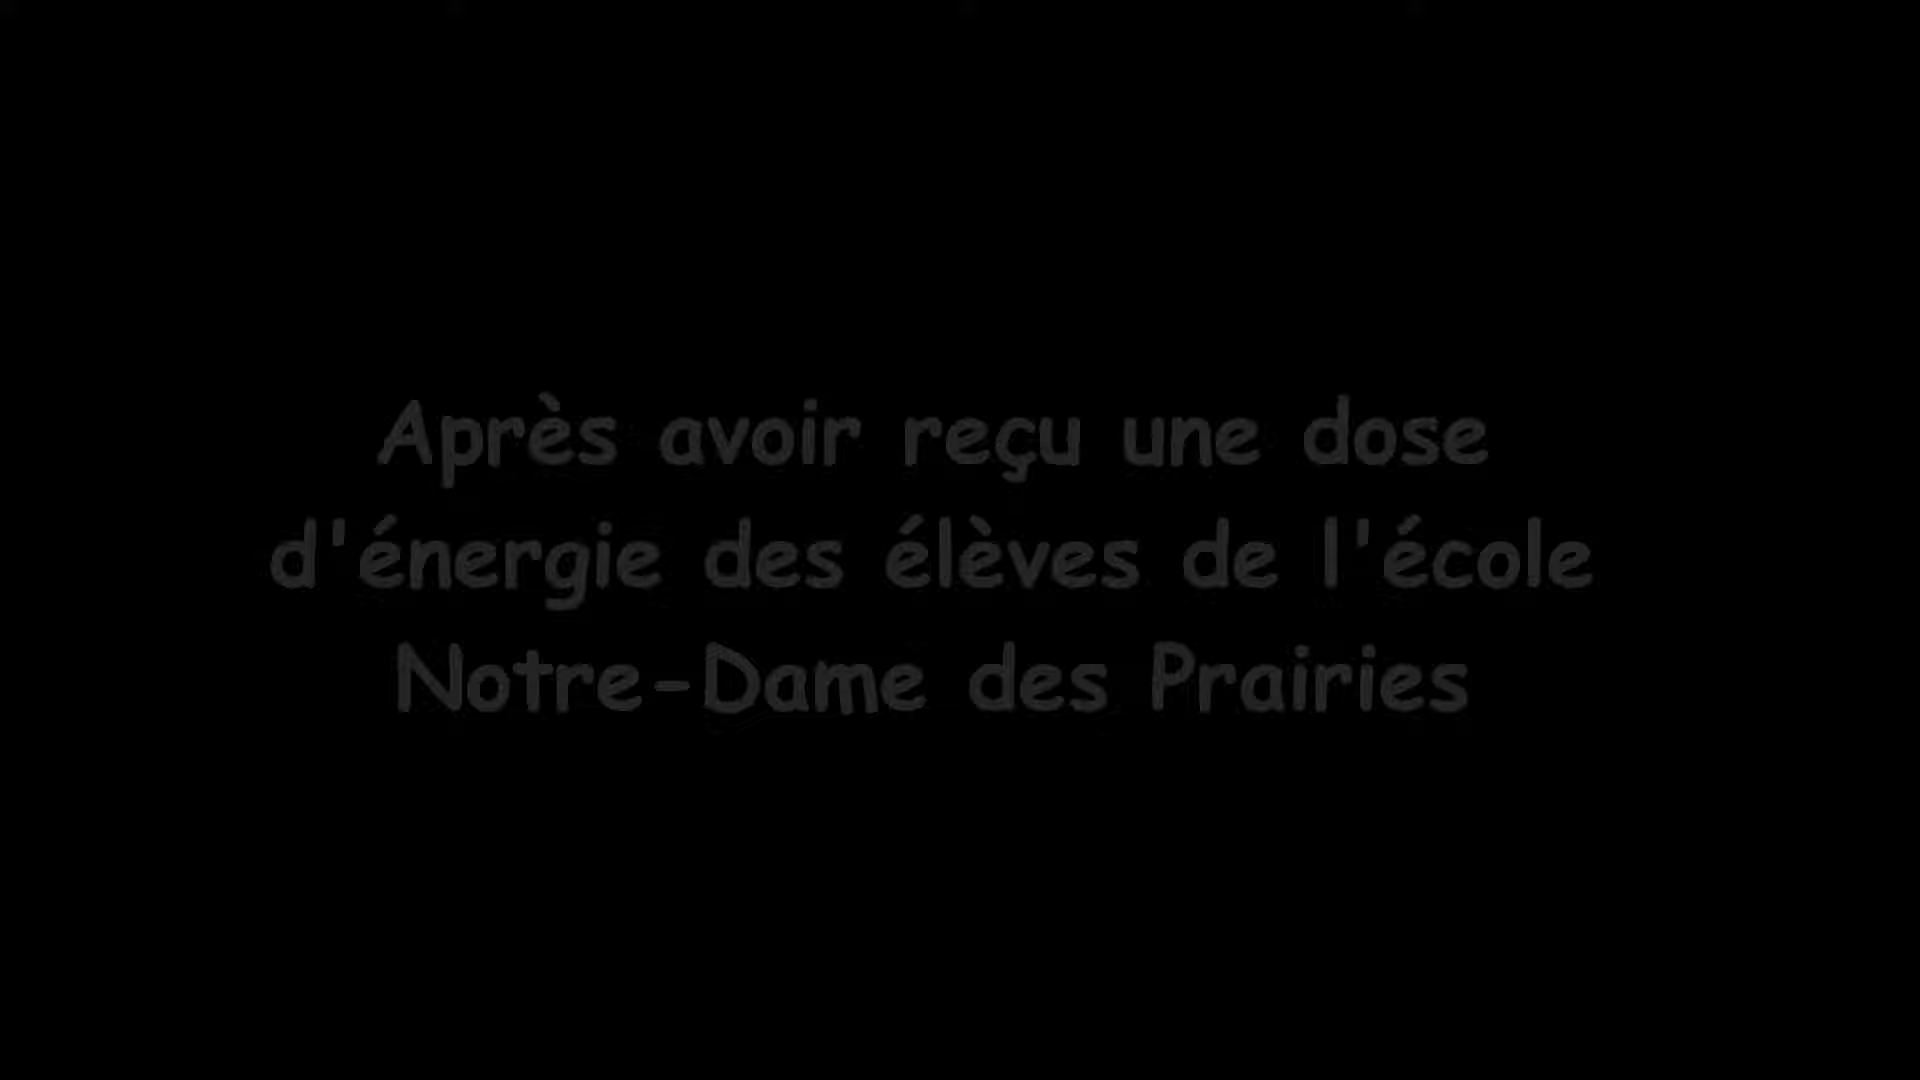 Après avoir reçu une dose
d'énergie des élèves de l'école
Notre-Dame des Prairies